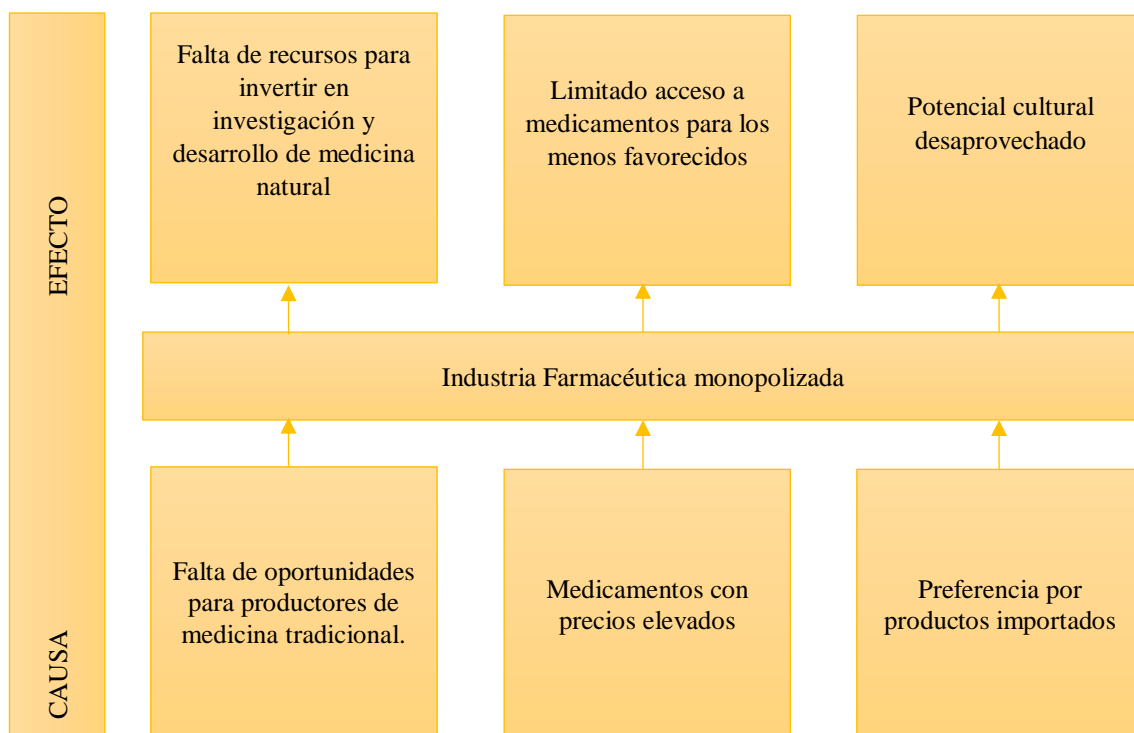 EFECTO
Falta de recursos para
invertir en
investigación y
desarrollo de medicina
natural
Limitado acceso a
medicamentos para los
menos favorecidos
Potencial cultural
desaprovechado
Industria Farmacéutica monopolizada
CAUSA
Falta de oportunidades
para productores de
medicina tradicional.
Medicamentos con
precios elevados
Preferencia por
productos importados